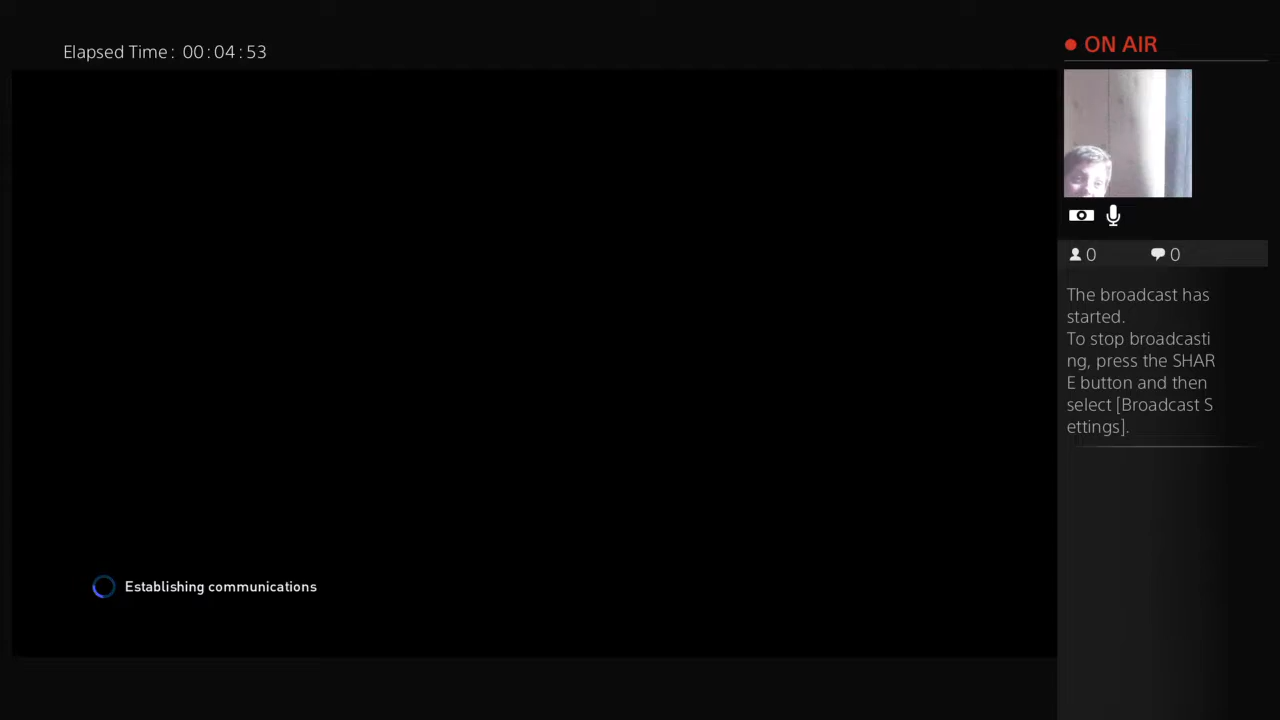 Elapsed Time: 00:04:53
ON AIR
0 0
The broadcast has
started.
To stop broadcasti
ng, press the SHAR
E button and then
select [Broadcast S
ettings].
Establishing communications